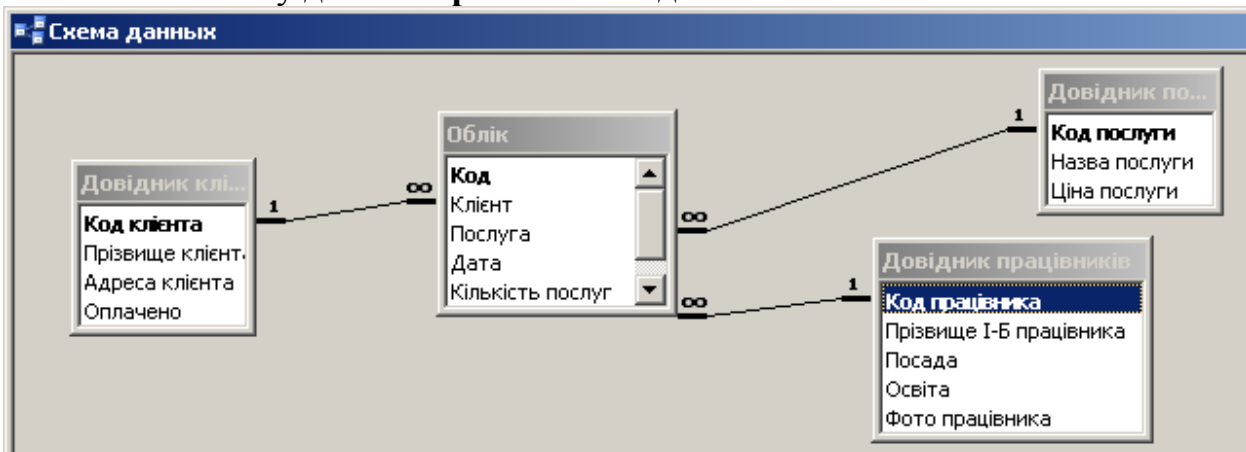 Схема данных
Довідник клі...
Код клієнта
Прізвище клієнт
Адреса клієнта
Оплачено
1
∞
Облік
Код
Клієнт
Послуга
Дата
Кількість послуг
∞
1
∞
1
Довідник по...
Код послуги
Назва послуги
Ціна послуги
Довідник працівників
Код працівника
Прізвище І-Б працівника
Посада
Освіта
Фото працівника